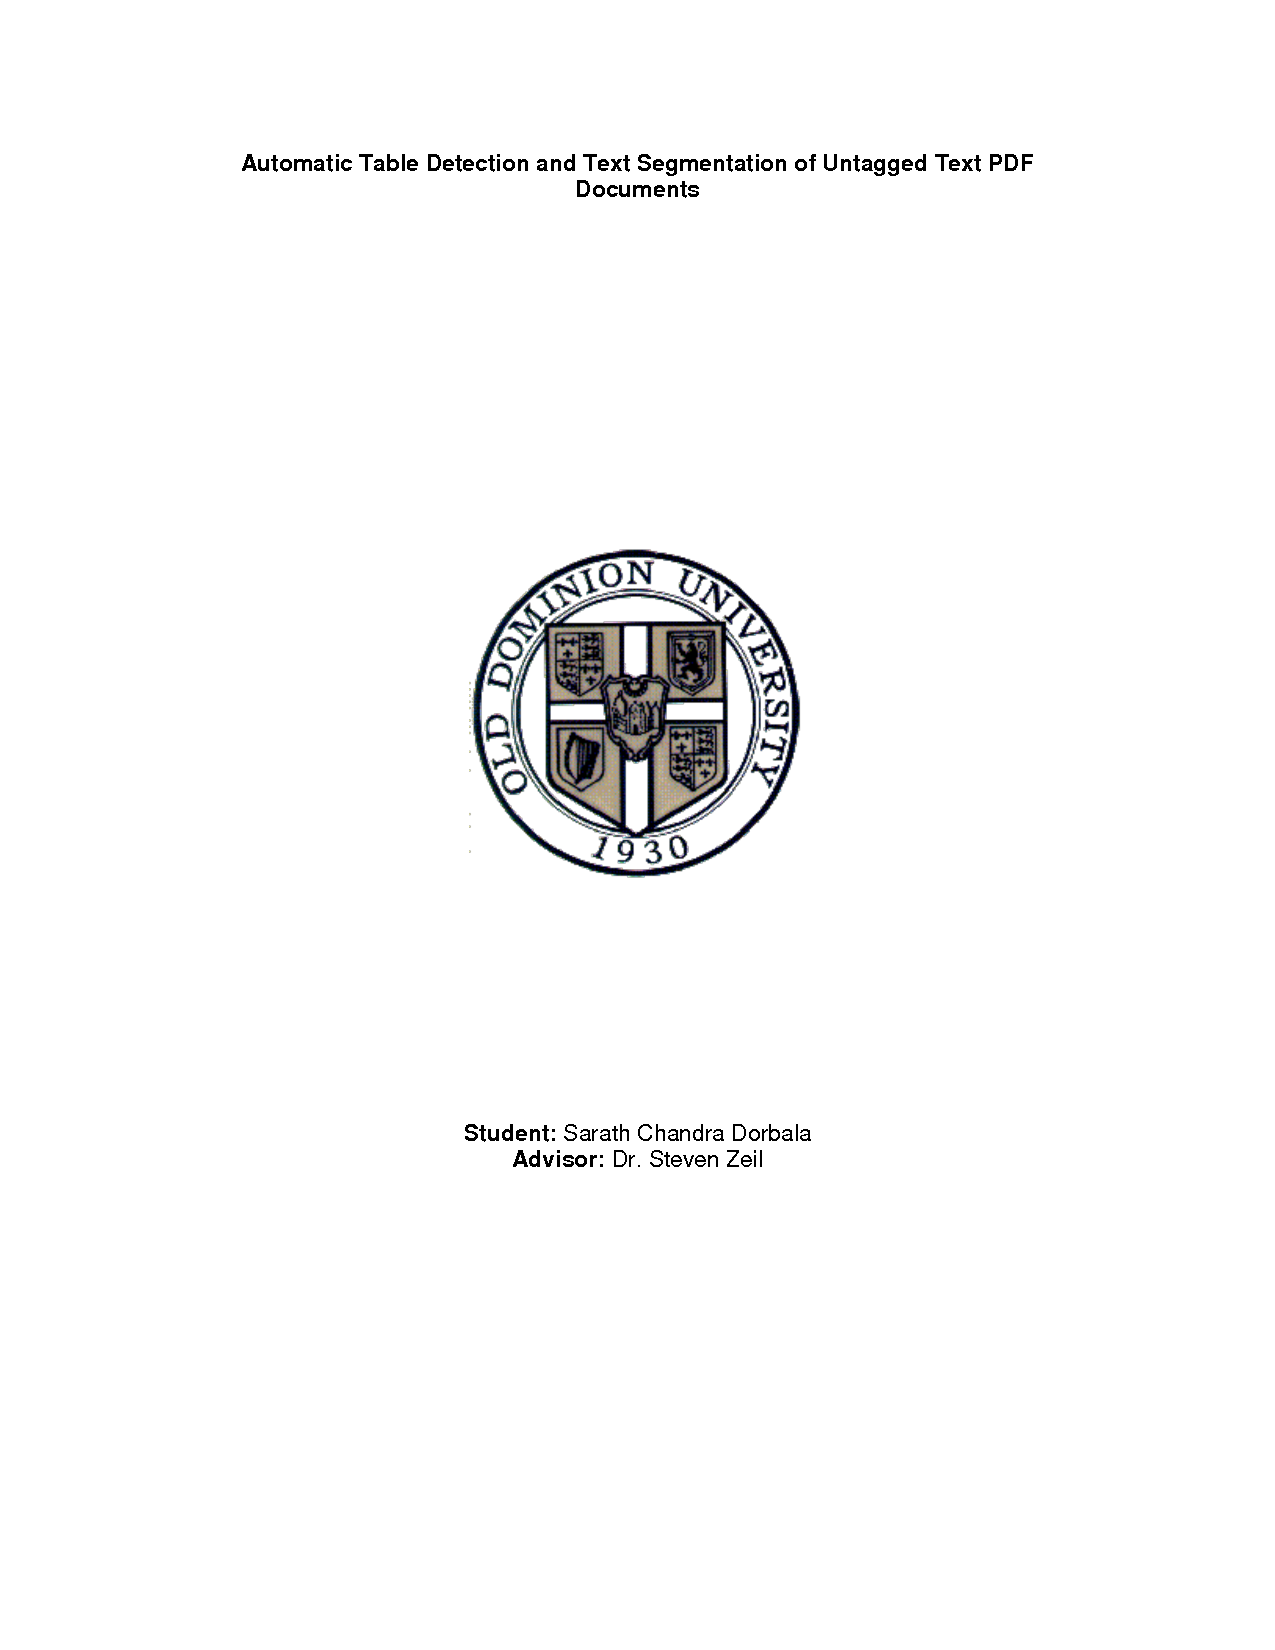 Automatic Table Detection and Text Segmentation of Untagged Text PDF
Documents
OLD DOMINION UNIVERSITY
1930
Student: Sarath Chandra Dorbala
Advisor: Dr. Steven Zeil